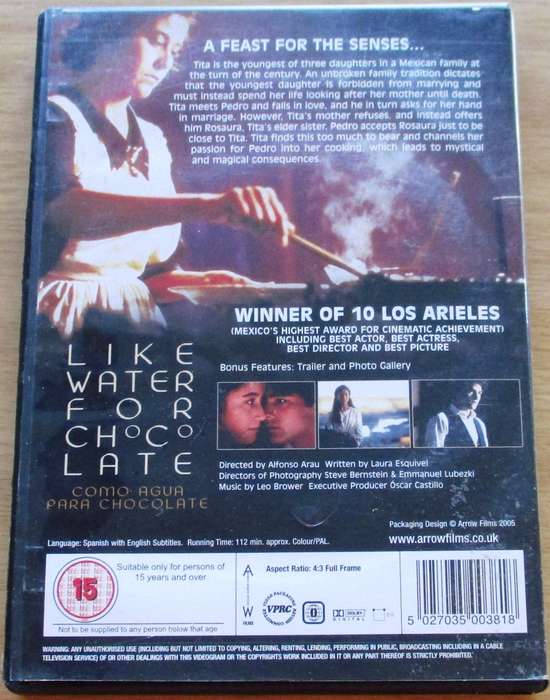 A FEAST FOR THE SENSES...
Tita is the youngest of three daughters in a Mexican family at
the turn of the century. An unbroken family tradition dictates
that the youngest daughter is forbidden from marrying and
must instead spend her life looking after her mother until death.
Tita meets Pedro and falls in love, and he in turn asks for her hand
in marriage. However, Tita's mother refuses, and instead offers
him Rosaura, Tita's elder sister. Pedro accepts Rosaura just to be
close to Tita. Tita finds this too much to bear and channels her
passion for Pedro into her cooking, which leads to mystical
and magical consequences.
WINNER OF 10 LOS ARIELES
(MEXICO'S HIGHEST AWARD FOR CINEMATIC ACHIEVEMENT)
INCLUDING BEST ACTOR, BEST ACTRESS,
BEST DIRECTOR AND BEST PICTURE
Bonus Features: Trailer and Photo Gallery
LIKE
WATER
FOR
CHOCO
LATE
COMO AGUA
PARA CHOCOLATE
Directed by Alfonso Arau Written by Laura Esquivel
Directors of Photography Steve Bernstein & Emmanuel Lubezki
Music by Leo Brower Executive Producer Óscar Castillo
Packaging Design © Arrow Films 2005
www.arrowfilms.co.uk
Language: Spanish with English Subtitles. Running Time: 112 min. approx. Colour/PAL.
15
Suitable only for persons of
15 years and over
Not to be supplied to any person below that age
A
W
FILMS
Aspect Ratio: 4:3 Full Frame
VPRC
0
DOLBY
DIGITAL
5 027035 003818
WARNING: ANY UNAUTHORISED USE (INCLUDING BUT NOT LIMITED TO COPYING, ALTERING, RENTING, LENDING, PERFORMING IN PUBLIC, BROADCASTING INCLUDING IN A CABLE
TELEVISION SERVICE) OF OR OTHER DEALINGS WITH THIS VIDEOGRAM OR THE COPYRIGHTS WORK INCLUDED IN IT OR ANY PART THEREOF IS STRICTLY PROHIBITED.